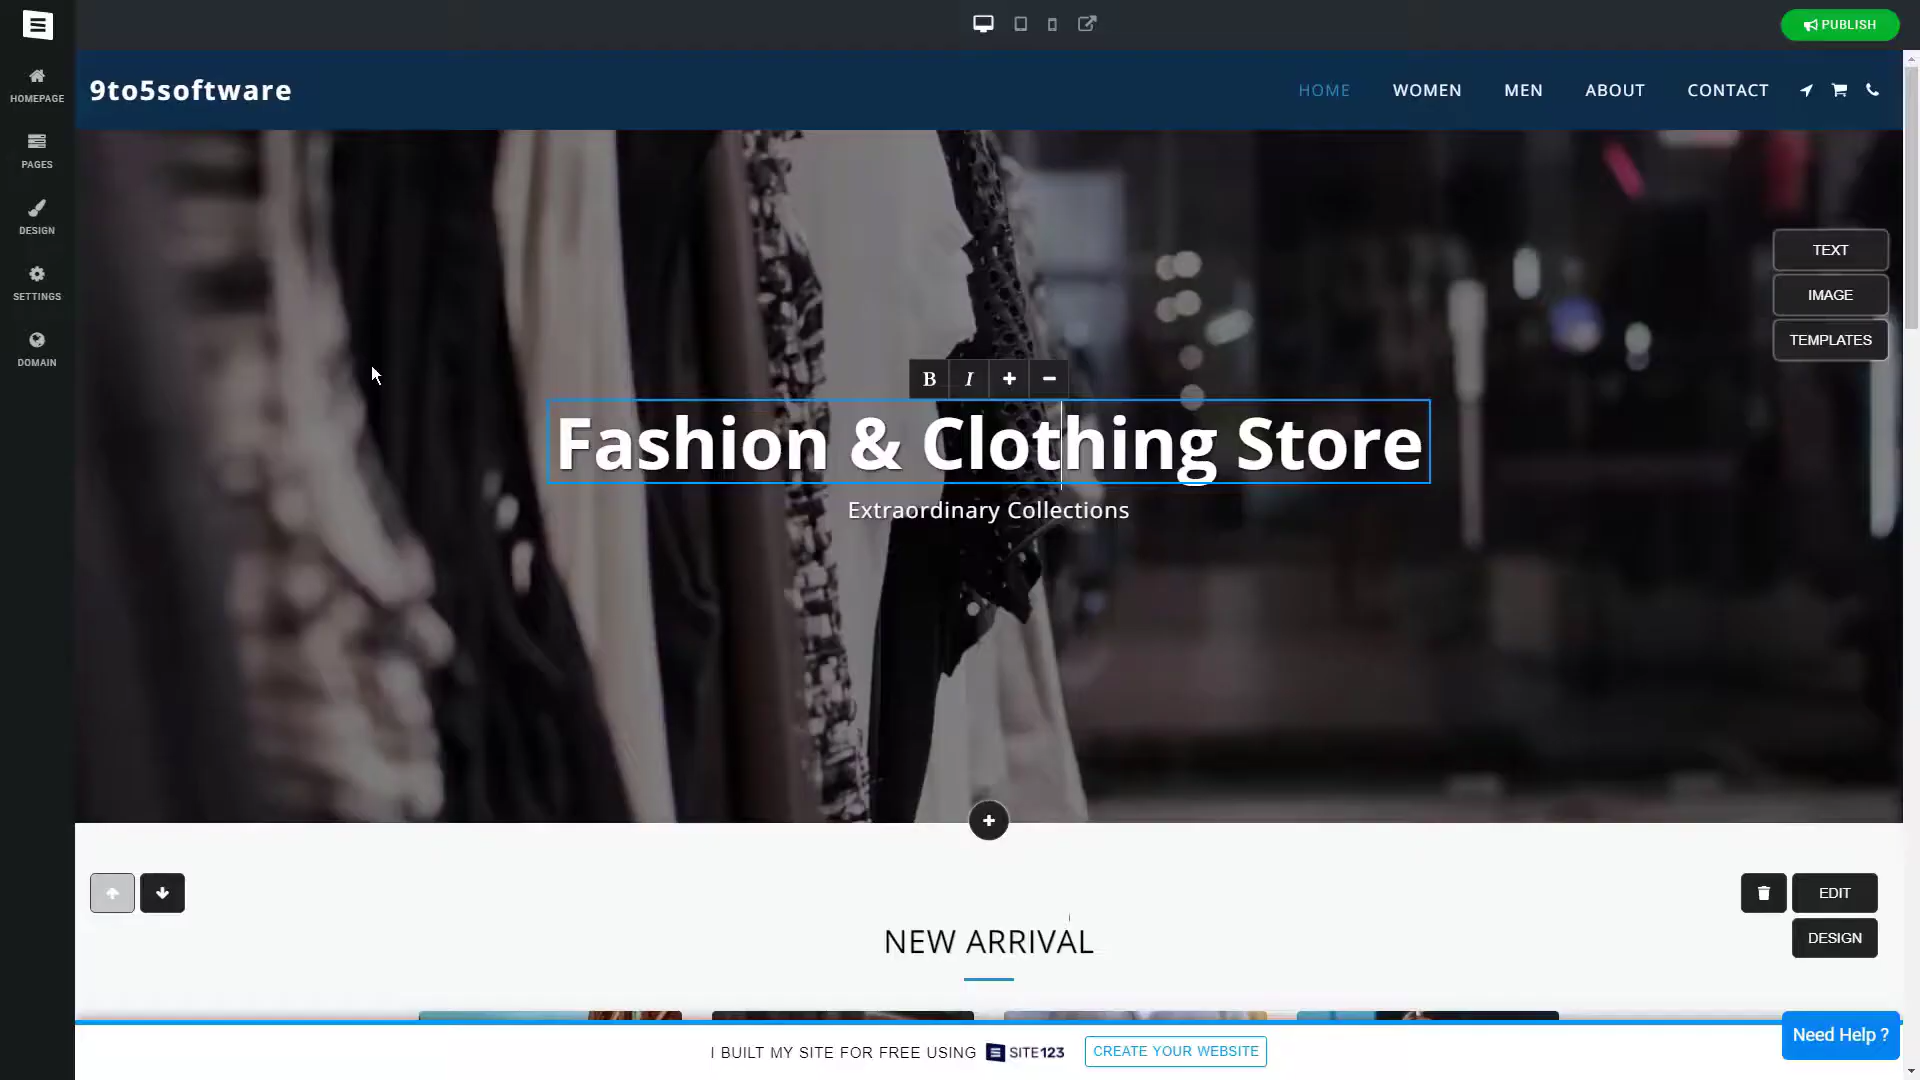 PUBLISH
HOMEPAGE
PAGES
DESIGN
SETTINGS
DOMAIN
9to5software
HOME WOMEN MEN ABOUT CONTACT
TEXT
IMAGE
TEMPLATES
B I
Fashion & Clothing Store
Extraordinary Collections
EDIT
DESIGN
NEW ARRIVAL
I BUILT MY SITE FOR FREE USING SITE123 CREATE YOUR WEBSITE
Need Help ?